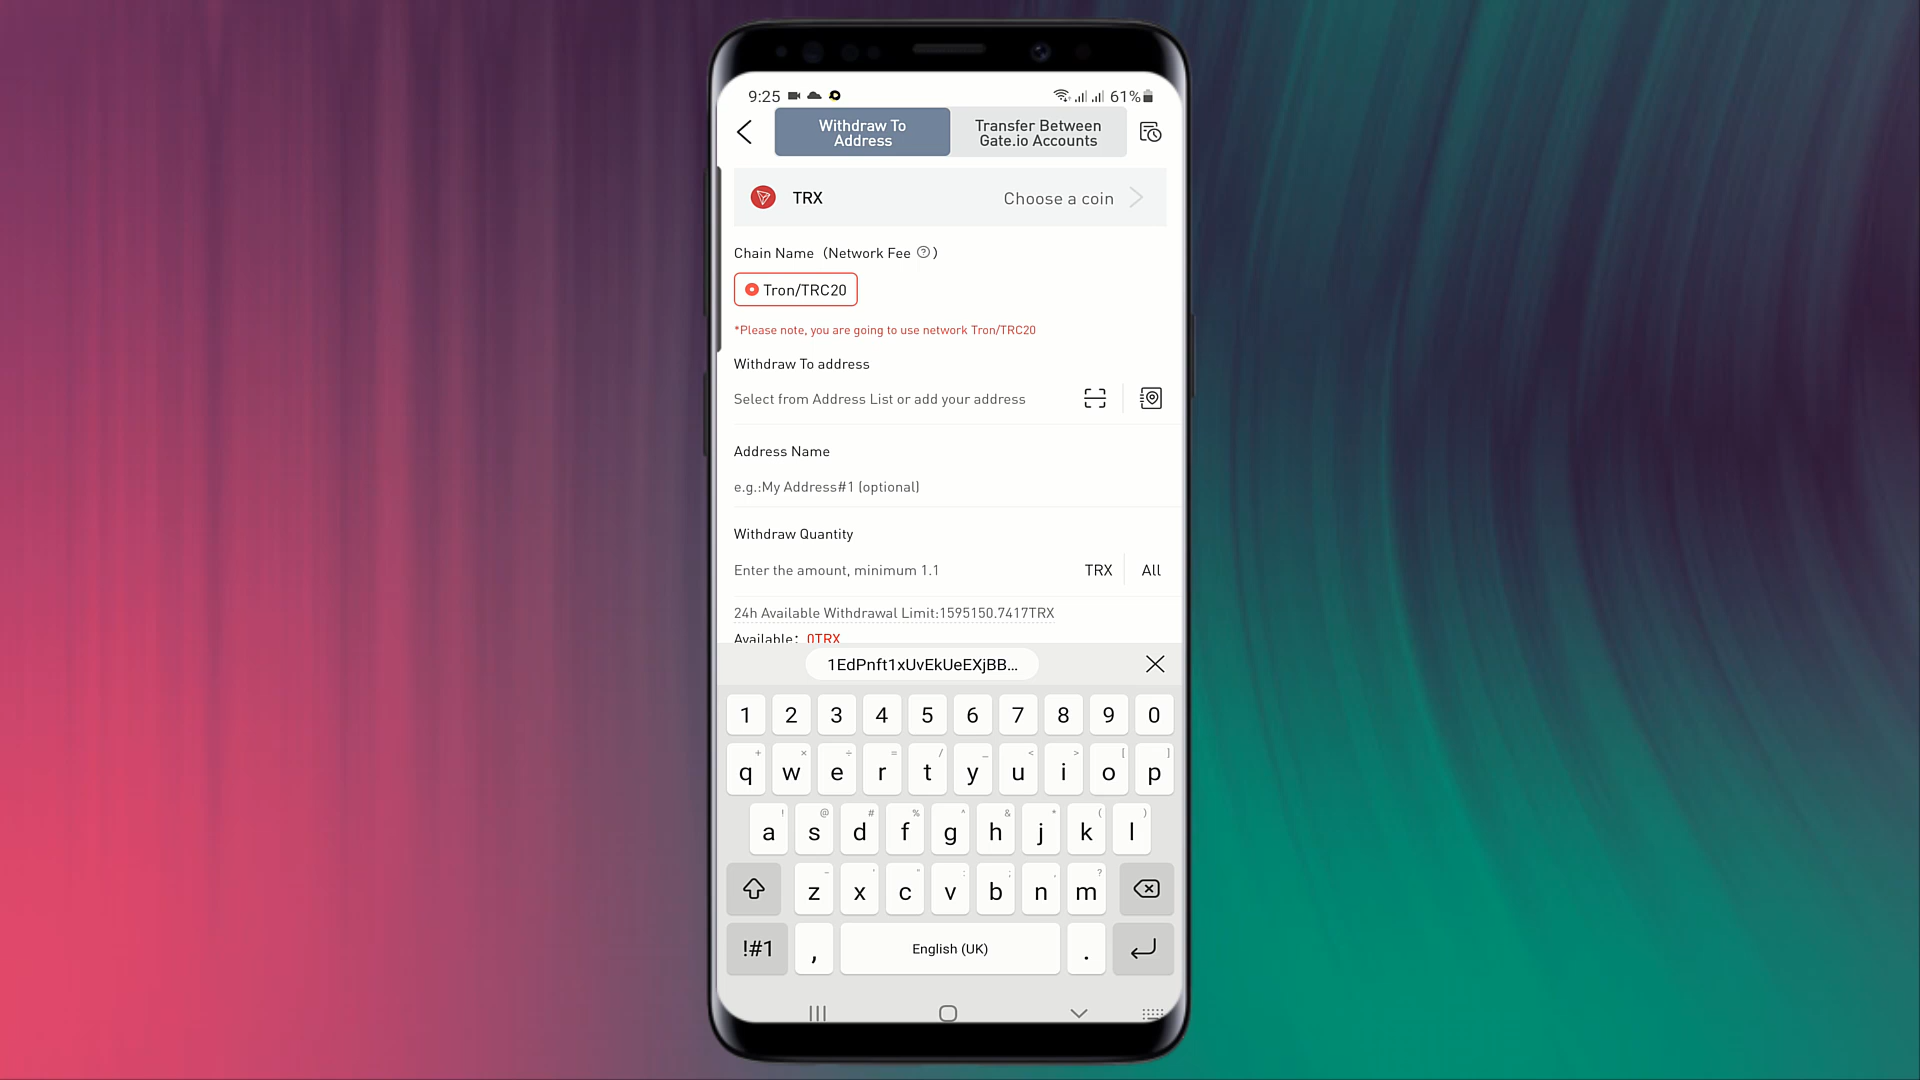 9:25
61%
Withdraw To
Address
Transfer Between
Gate.io Accounts
TRX
Choose a coin
Chain Name (Network Fee ?)
Tron/TRC20
*Please note, you are going to use network Tron/TRC20
Withdraw To address
Select from Address List or add your address
Address Name
e.g.:My Address#1 (optional)
Withdraw Quantity
Enter the amount, minimum 1.1
TRX
All
24h Available Withdrawal Limit:1595150.7417TRX
Available: 0TRX
1EdPnft1xUvEkUeEXjBB...
1 2 3 4 5 6 7 8 9 0
+ × ÷ = / _ < > [ ]
q w e r t y u i o p
! @ # % ^ & * ( )
a s d f g h j k l
- ' " : ; , ?
z x c v b n m
!#1 , English (UK) .